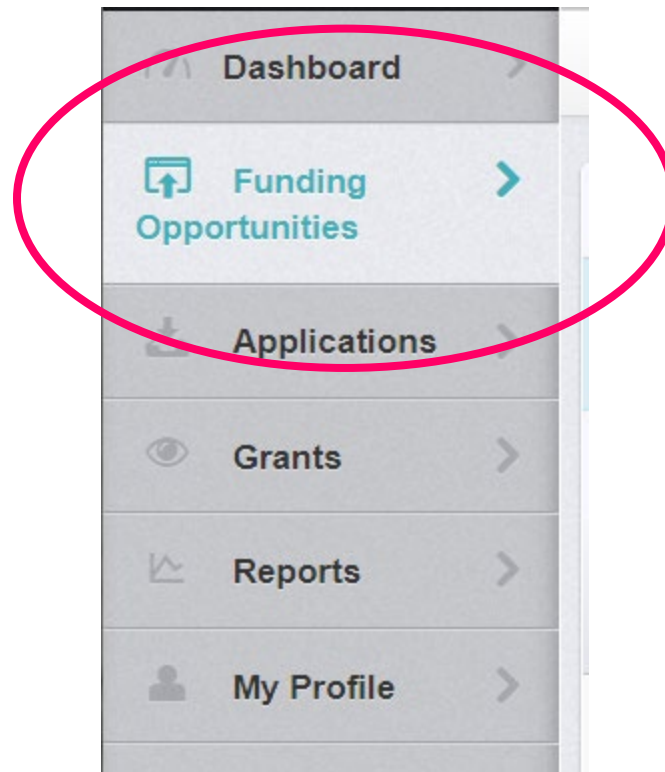 Dashboard
Funding
Opportunities
Applications
Grants
Reports
My Profile